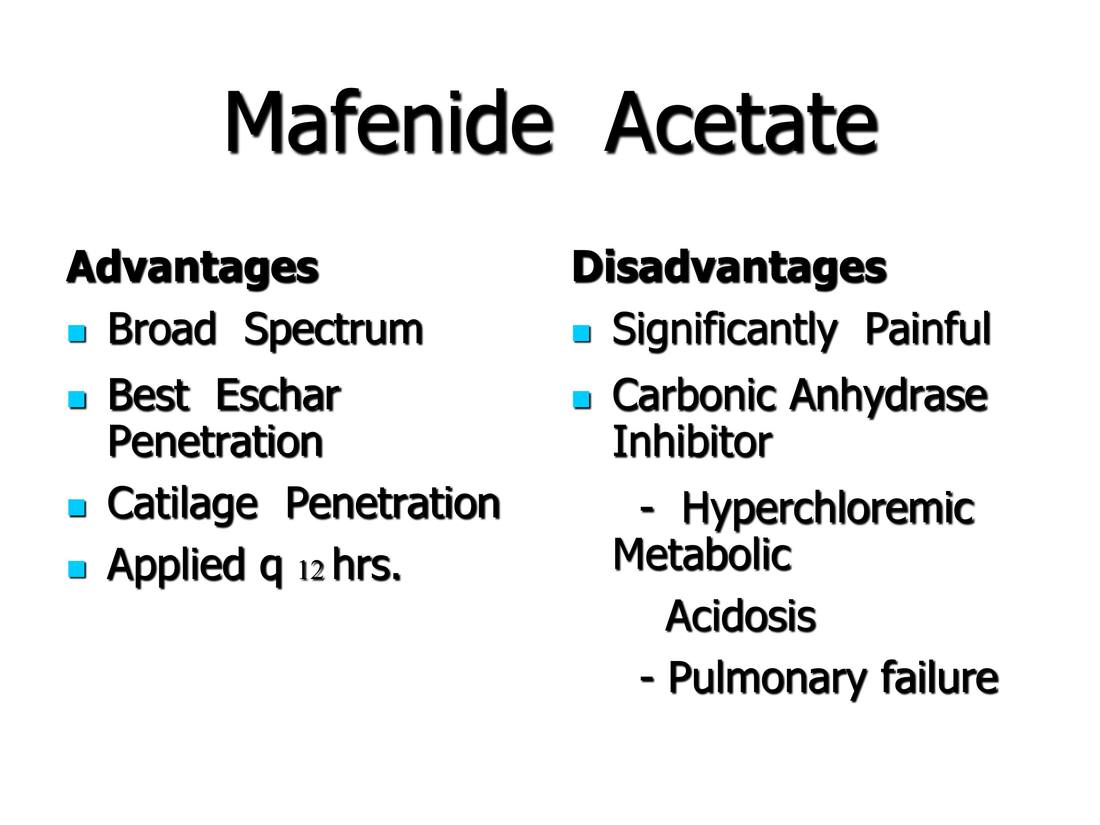 Mafenide Acetate
Advantages
Broad Spectrum
Best Eschar
Penetration
Catilage Penetration
Applied q 12 hrs.
Disadvantages
Significantly Painful
Carbonic Anhydrase
Inhibitor
- Hyperchloremic
Metabolic
Acidosis
- Pulmonary failure